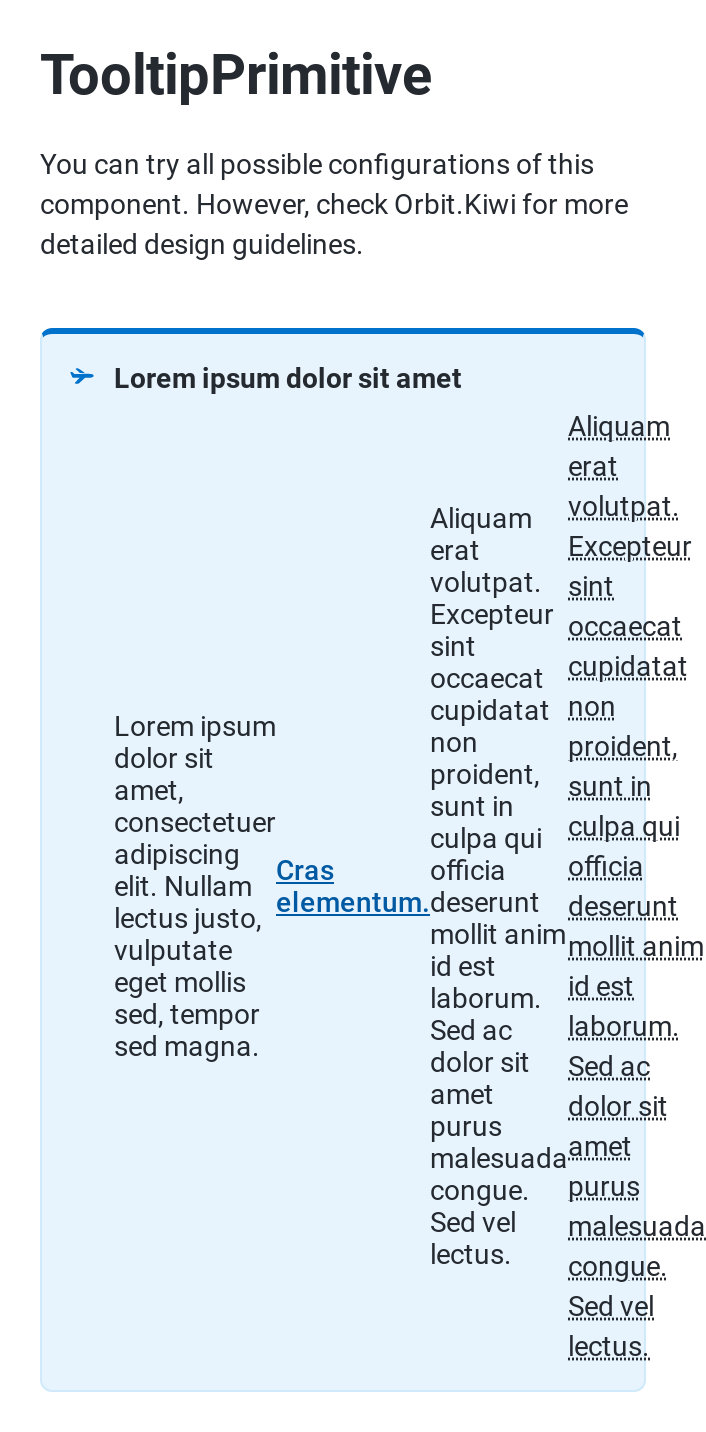 TooltipPrimitive
You can try all possible configurations of this
component. However, check Orbit.Kiwi for more
detailed design guidelines.
Lorem ipsum dolor sit amet
Lorem ipsum
dolor sit
amet,
consectetuer
adipiscing
elit. Nullam
lectus justo,
vulputate
eget mollis
sed, tempor
sed magna.
Cras
elementum.
Aliquam
erat
volutpat.
Excepteur
sint
occaecat
cupidatat
non
proident,
sunt in
culpa qui
officia
deserunt
mollit anim
id est
laborum.
Sed ac
dolor sit
amet
purus
malesuada
congue.
Sed vel
lectus.
Aliquam
erat
volutpat.
Excepteur
sint
occaecat
cupidatat
non
proident,
sunt in
culpa qui
officia
deserunt
mollit anim
id est
laborum.
Sed ac
dolor sit
amet
purus
malesuada
congue.
Sed vel
lectus.